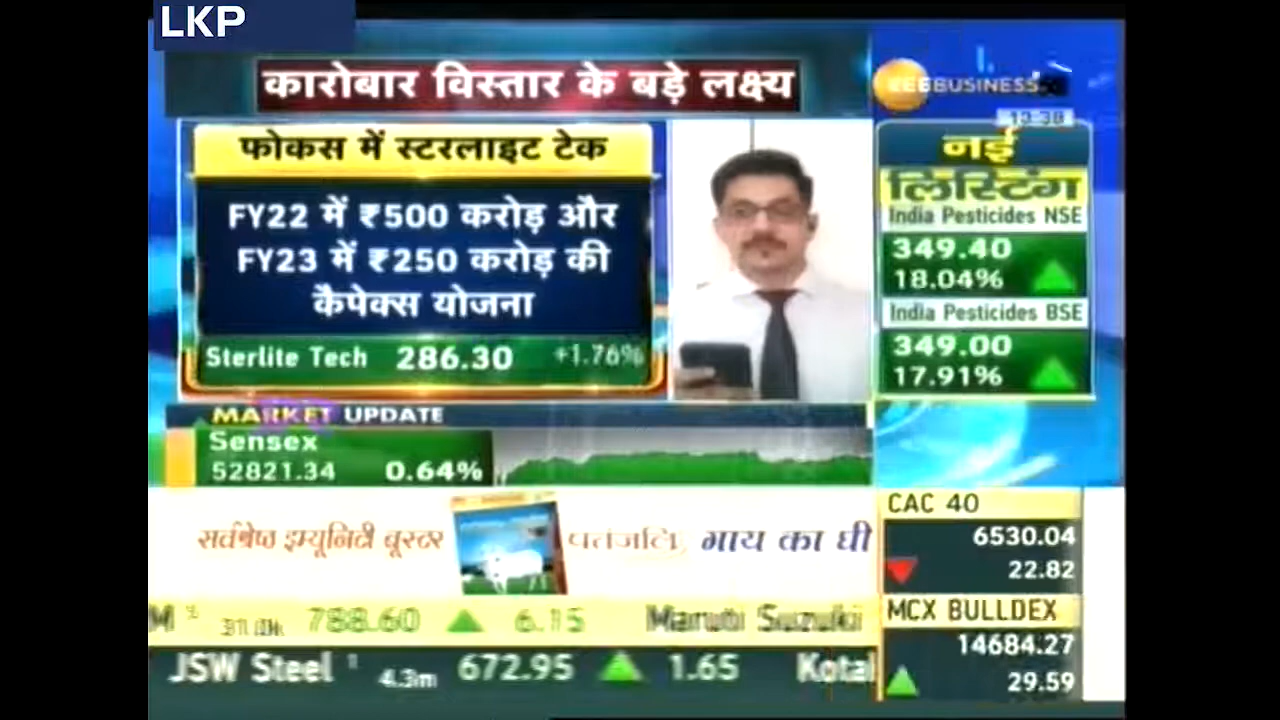 LKP
कारोबार विस्तार के बड़े लक्ष्य
ZEEBUSINESS
13:38
फोकस में स्टरलाइट टेक
FY22 में ₹500 करोड़ और
FY23 में ₹250 करोड़ की
कैपेक्स योजना
Sterlite Tech 286.30 +1.76%
नई
लिस्टिंग
India Pesticides NSE
349.40
18.04%
India Pesticides BSE
349.00
17.91%
MARKET UPDATE
Sensex
52821.34 0.64%
सर्वश्रेष्ठ इम्यूनिटी बूस्टर पतंजलि गाय का घी
CAC 40
6530.04
22.82
MCX BULLDEX
14684.27
29.59
M 788.60 6.15 Maruti Suzuki
JSW Steel 4.3m 672.95 1.65 Kotal